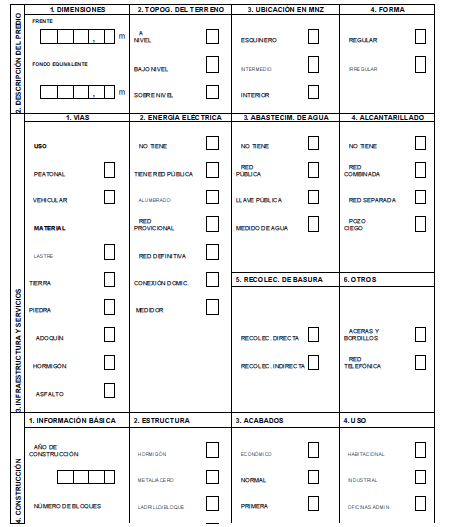 2. DESCRIPCIÓN DEL PREDIO
1. DIMENSIONES
2. TOPOG. DEL TERRENO
3. UBICACIÓN EN MNZ
4. FORMA
FRENTE
, m
FONDO EQUIVALENTE
, m
A
NIVEL
BAJO NIVEL
SOBRE NIVEL
ESQUINERO
INTERMEDIO
INTERIOR
REGULAR
IRREGULAR
3. INFRAESTRUCTURA Y SERVICIOS
1. VÍAS
2. ENERGÍA ELÉCTRICA
3. ABASTECIM. DE AGUA
4. ALCANTARILLADO
USO
PEATONAL
VEHICULAR
MATERIAL
LASTRE
TIERRA
PIEDRA
ADOQUÍN
HORMIGÓN
ASFALTO
NO TIENE
TIENE RED PÚBLICA
ALUMBRADO
RED
PROVICIONAL
RED DEFINITIVA
CONEXIÓN DOMIC.
MEDIDOR
NO TIENE
RED
PÚBLICA
LLAVE PÚBLICA
MEDIDO DE AGUA
NO TIENE
RED
COMBINADA
RED SEPARADA
POZO
CIEGO
5. RECOLEC. DE BASURA
6. OTROS
RECOLEC. DIRECTA
RECOLEC. INDIRECTA
ACERAS Y
BORDILLOS
RED
TELEFÓNICA
4. CONSTRUCCIÓN
1. INFORMACIÓN BÁSICA
2. ESTRUCTURA
3. ACABADOS
4. USO
AÑO DE
CONSTRUCCIÓN
NÚMERO DE BLOQUES
HORMIGÓN
METAL/ACERO
LADRILLO/BLOQUE
ECONÓMICO
NORMAL
PRIMERA
HABITACIONAL
INDUSTRIAL
OFICINAS ADMIN